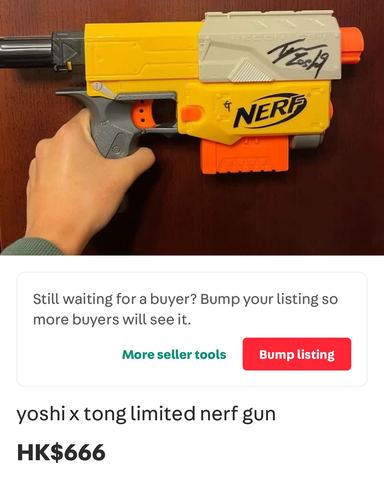 NERF
Still waiting for a buyer? Bump your listing so
more buyers will see it.
More seller tools
Bump listing
yoshi x tong limited nerf gun
HK$666